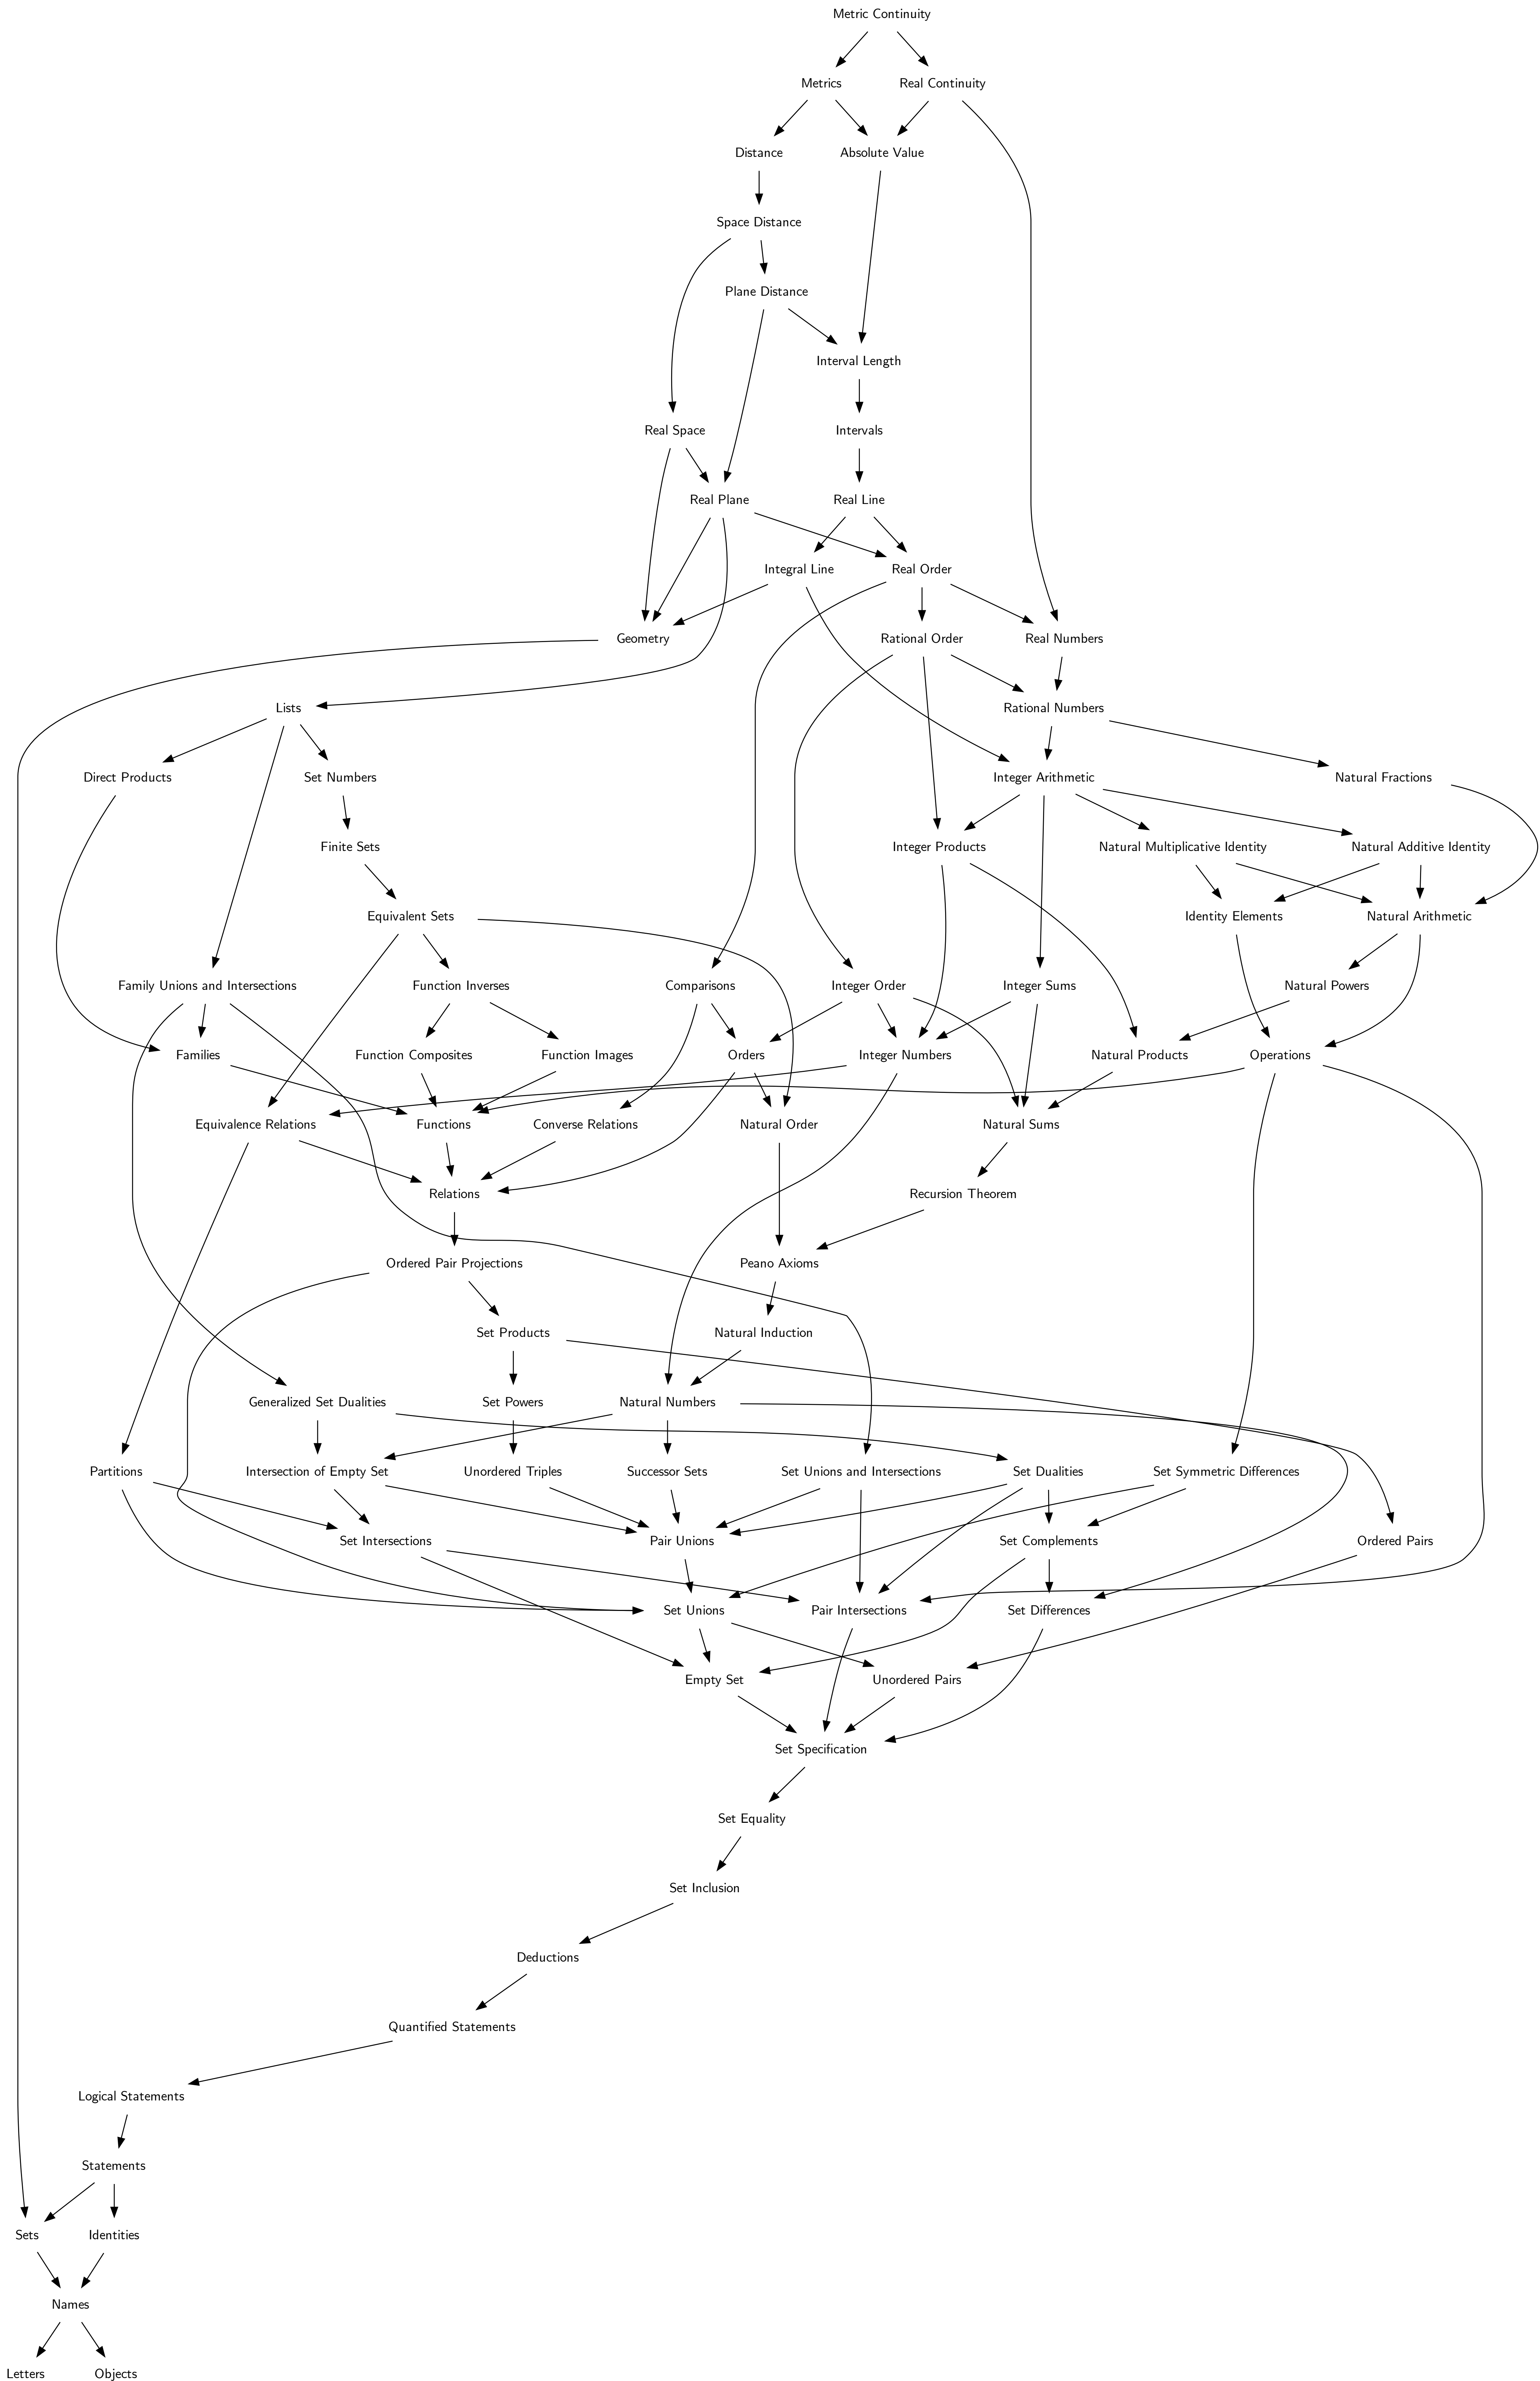 Metric Continuity
Metrics
Real Continuity
Distance
Absolute Value
Space Distance
Plane Distance
Interval Length
Real Space
Intervals
Real Plane
Real Line
Integral Line
Real Order
Geometry
Rational Order
Real Numbers
Lists
Rational Numbers
Direct Products
Set Numbers
Integer Arithmetic
Natural Fractions
Finite Sets
Integer Products
Natural Multiplicative Identity
Natural Additive Identity
Equivalent Sets
Identity Elements
Natural Arithmetic
Family Unions and Intersections
Function Inverses
Comparisons
Integer Order
Integer Sums
Natural Powers
Families
Function Composites
Function Images
Orders
Integer Numbers
Natural Products
Operations
Equivalence Relations
Functions
Converse Relations
Natural Order
Natural Sums
Relations
Recursion Theorem
Ordered Pair Projections
Peano Axioms
Set Products
Natural Induction
Generalized Set Dualities
Set Powers
Natural Numbers
Partitions
Intersection of Empty Set
Unordered Triples
Successor Sets
Set Unions and Intersections
Set Dualities
Set Symmetric Differences
Set Intersections
Pair Unions
Set Complements
Ordered Pairs
Set Unions
Pair Intersections
Set Differences
Empty Set
Unordered Pairs
Set Specification
Set Equality
Set Inclusion
Deductions
Quantified Statements
Logical Statements
Statements
Sets
Identities
Names
Letters
Objects